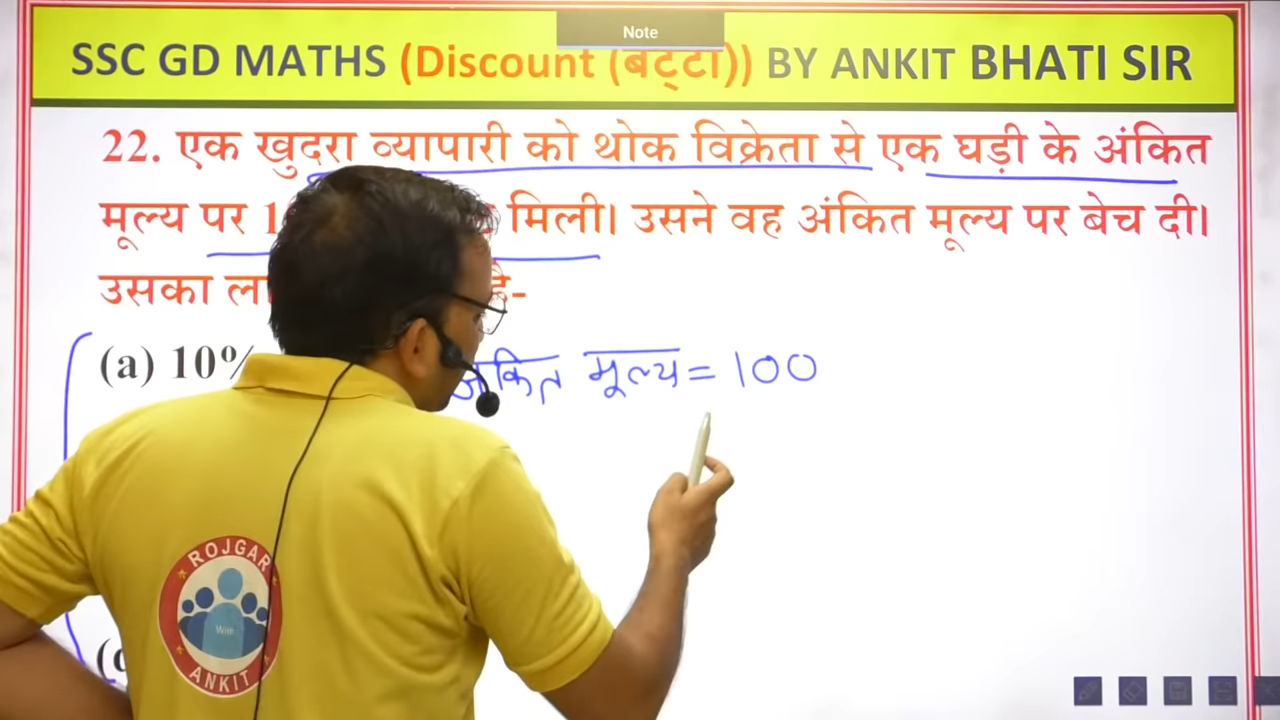 Note
SSC GD MATHS (Discount (बट्टा)) BY ANKIT BHATI SIR
22. एक खुदरा व्यापारी को थोक विक्रेता से एक घड़ी के अंकित
मूल्य पर मिली। उसने वह अंकित मूल्य पर बेच दी।
उसका है-
(a) 10%
अंकित मूल्य = 100
ROJGAR
With
ANKIT